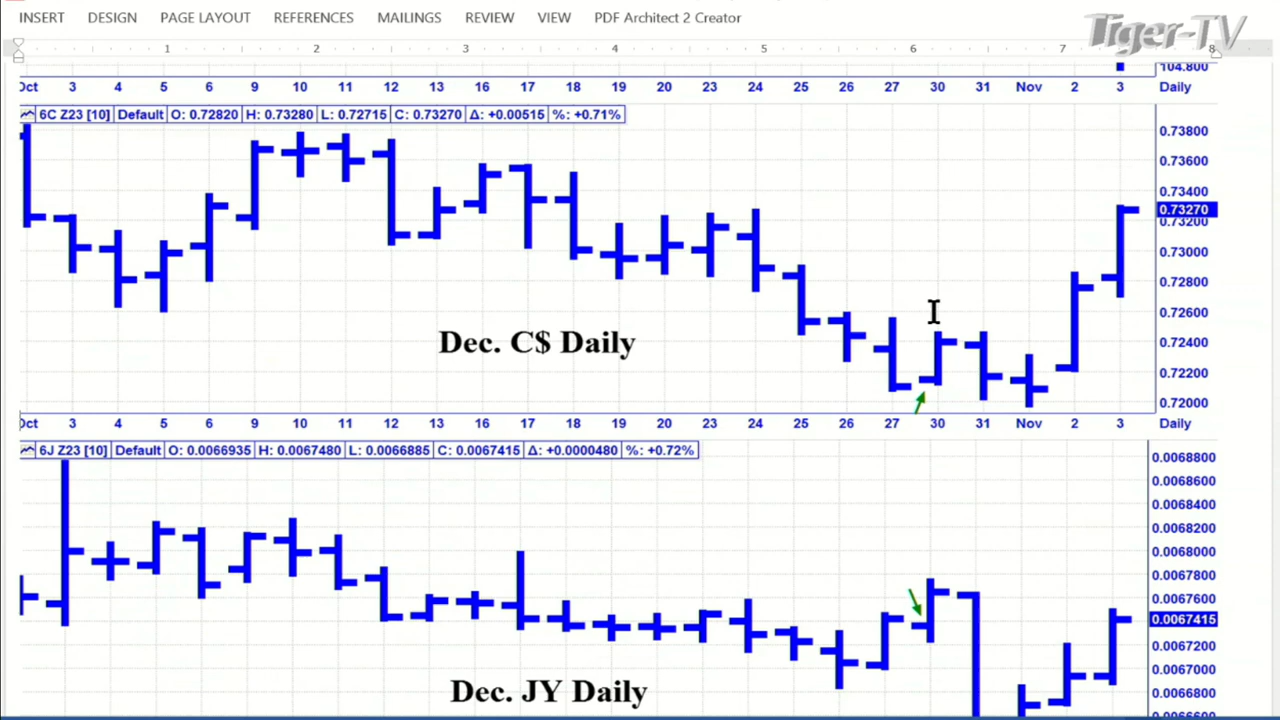 INSERT DESIGN PAGE LAYOUT REFERENCES MAILINGS REVIEW VIEW PDF Architect 2 Creator
Tiger-TV
1 2 3 4 5 6 7 8
104.800
Oct 3 4 5 6 9 10 11 12 13 16 17 18 19 20 23 24 25 26 27 30 31 Nov 2 3 Daily
6C Z23 [10] Default O: 0.72820 H: 0.73280 L: 0.72715 C: 0.73270 Δ: +0.00515 %: +0.71%
0.73800
0.73600
0.73400
0.73270
0.73200
0.73000
0.72800
0.72600
0.72400
0.72200
0.72000
Dec. C$ Daily
Oct 3 4 5 6 9 10 11 12 13 16 17 18 19 20 23 24 25 26 27 30 31 Nov 2 3 Daily
6J Z23 [10] Default O: 0.0066935 H: 0.0067480 L: 0.0066885 C: 0.0067415 Δ: +0.0000480 %: +0.72%
0.0068800
0.0068600
0.0068400
0.0068200
0.0068000
0.0067800
0.0067600
0.0067415
0.0067200
0.0067000
0.0066800
0.0066600
Dec. JY Daily